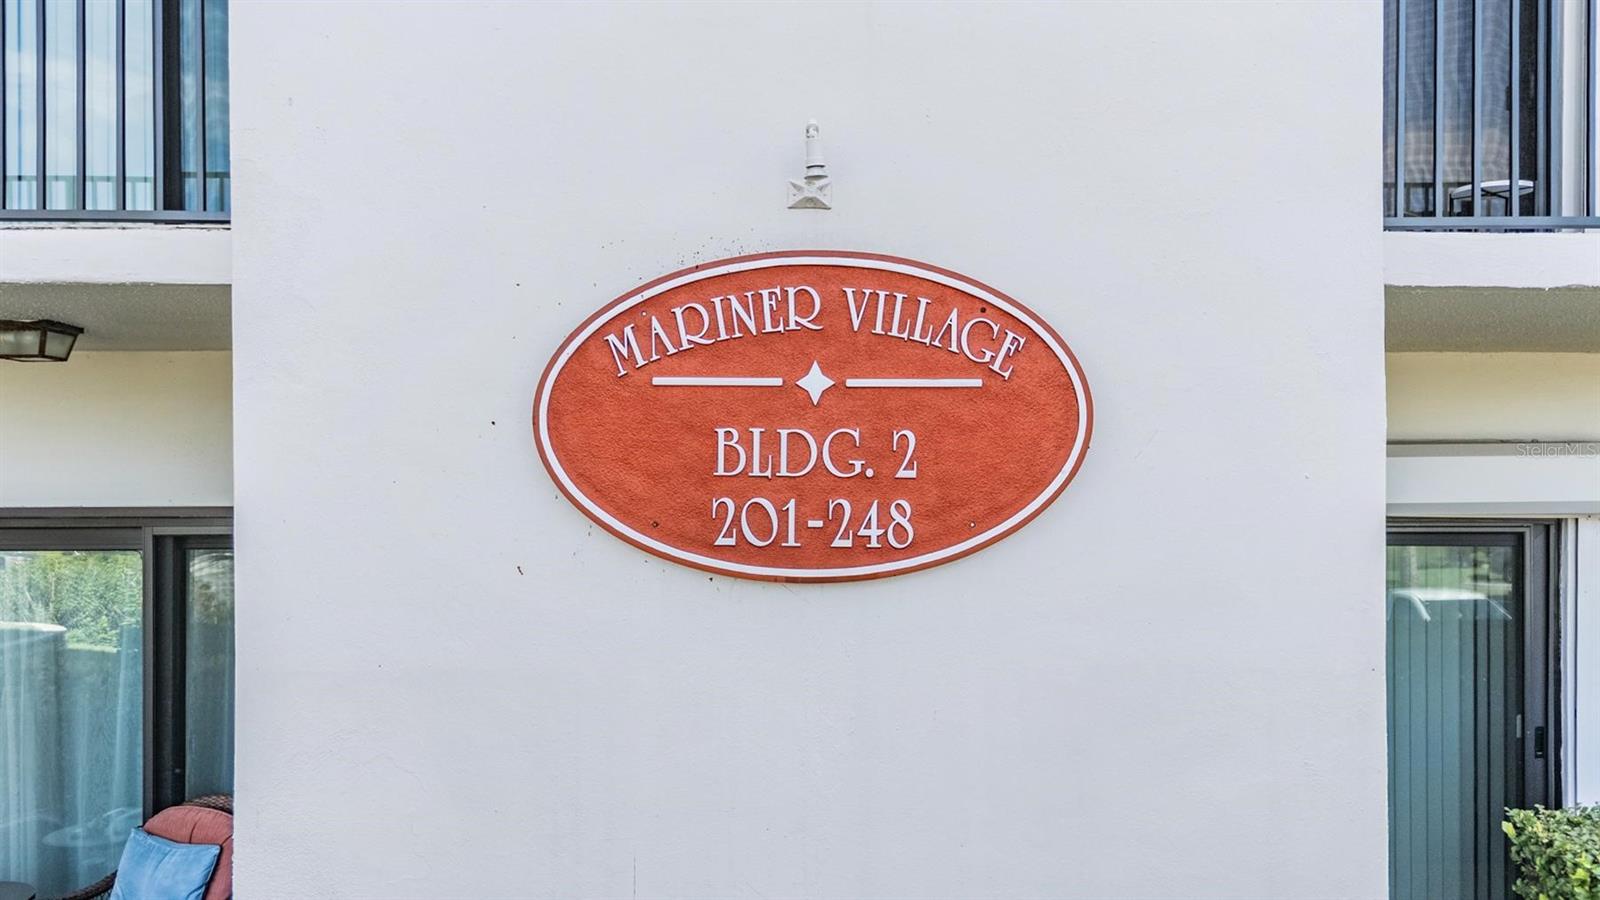 MARINER VILLAGE
BLDG. 2
201-248
StellarMLS